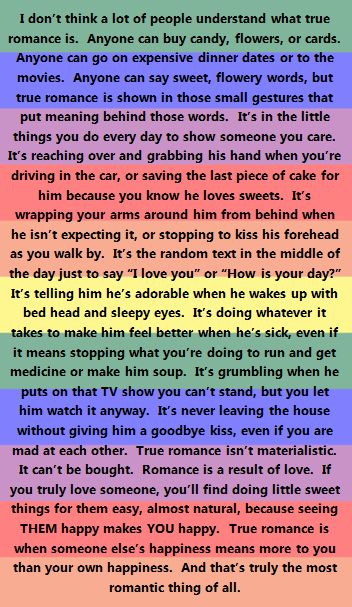 I don’t think a lot of people understand what true
romance is.  Anyone can buy candy, flowers, or cards.
Anyone can go on expensive dinner dates or to the
movies.  Anyone can say sweet, flowery words, but
true romance is shown in those small gestures that
put meaning behind those words.  It’s in the little
things you do every day to show someone you care.
It’s reaching over and grabbing his hand when you’re
driving in the car, or saving the last piece of cake for
him because you know he loves sweets.  It’s
wrapping your arms around him from behind when
he isn’t expecting it, or stopping to kiss his forehead
as you walk by.  It’s the random text in the middle of
the day just to say “I love you” or “How is your day?”
It’s telling him he’s adorable when he wakes up with
bed head and sleepy eyes.  It’s doing whatever it
takes to make him feel better when he’s sick, even if
it means stopping what you’re doing to run and get
medicine or make him soup.  It’s grumbling when he
puts on that TV show you can’t stand, but you let
him watch it anyway.  It’s never leaving the house
without giving him a goodbye kiss, even if you are
mad at each other.  True romance isn’t materialistic.
It can’t be bought.  Romance is a result of love.  If
you truly love someone, you’ll find doing little sweet
things for them easy, almost natural, because seeing
THEM happy makes YOU happy.  True romance is
when someone else’s happiness means more to you
than your own happiness.  And that’s truly the most
romantic thing of all.